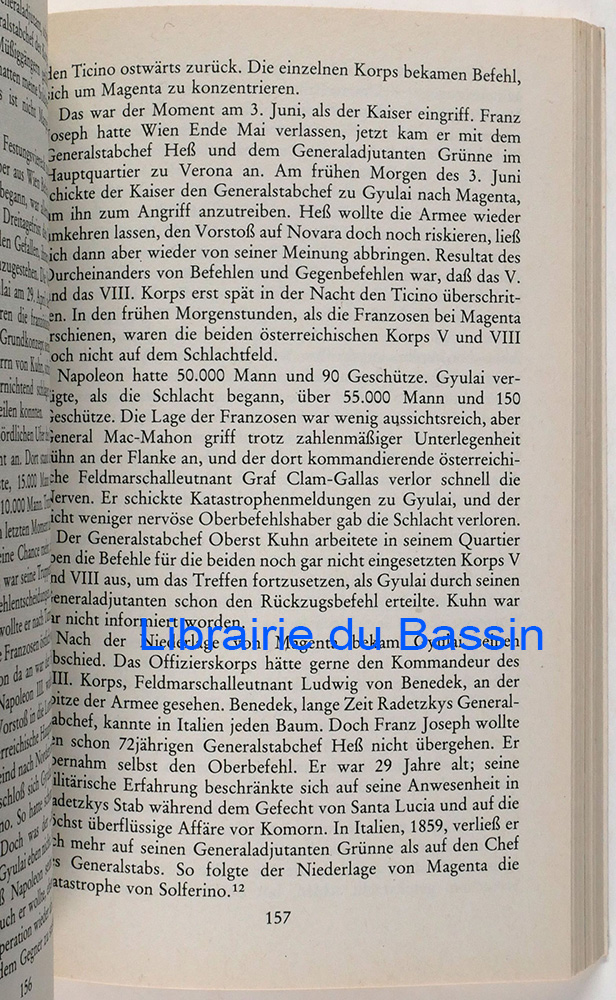 den Ticino ostwärts zurück. Die einzelnen Korps bekamen Befehl,
sich um Magenta zu konzentrieren.
Das war der Moment am 3. Juni, als der Kaiser eingriff. Franz
Joseph hatte Wien Ende Mai verlassen, jetzt kam er mit dem
Generalstabchef Heß und dem Generaladjutanten Grünne im
Hauptquartier zu Verona an. Am frühen Morgen des 3. Juni
schickte der Kaiser den Generalstabchef zu Gyulai nach Magenta,
um ihn zum Angriff anzutreiben. Heß wollte die Armee wieder
umkehren lassen, den Vorstoß auf Novara doch noch riskieren, ließ
sich dann aber wieder von seiner Meinung abbringen. Resultat des
Durcheinanders von Befehlen und Gegenbefehlen war, daß das V.
und das VIII. Korps erst spät in der Nacht den Ticino überschrit-
ten. In den frühen Morgenstunden, als die Franzosen bei Magenta
erschienen, waren die beiden österreichischen Korps V und VIII
noch nicht auf dem Schlachtfeld.
Napoleon hatte 50.000 Mann und 90 Geschütze. Gyulai ver-
fügte, als die Schlacht begann, über 55.000 Mann und 150
Geschütze. Die Lage der Franzosen war wenig aussichtsreich, aber
General Mac-Mahon griff trotz zahlenmäßiger Unterlegenheit
kühn an der Flanke an, und der dort kommandierende österreichi-
sche Feldmarschalleutnant Graf Clam-Gallas verlor schnell die
Nerven. Er schickte Katastrophenmeldungen zu Gyulai, und der
nicht weniger nervöse Oberbefehlshaber gab die Schlacht verloren.
Der Generalstabchef Oberst Kuhn arbeitete in seinem Quartier
eben die Befehle für die beiden noch gar nicht eingesetzten Korps V
und VIII aus, um das Treffen fortzusetzen, als Gyulai durch seinen
Generaladjutanten schon den Rückzugsbefehl erteilte. Kuhn war
gar nicht informiert worden.
Librairie du Bassin
Nach der Niederlage von Magenta bekam Gyulai seinen
Abschied. Das Offizierskorps hätte gerne den Kommandeur des
VIII. Korps, Feldmarschalleutnant Ludwig von Benedek, an der
Spitze der Armee gesehen. Benedek, lange Zeit Radetzkys General-
stabchef, kannte in Italien jeden Baum. Doch Franz Joseph wollte
den schon 72jährigen Generalstabchef Heß nicht übergehen. Er
übernahm selbst den Oberbefehl. Er war 29 Jahre alt; seine
militärische Erfahrung beschränkte sich auf seine Anwesenheit in
Radetzkys Stab während dem Gefecht von Santa Lucia und auf die
höchst überflüssige Affäre vor Komorn. In Italien, 1859, verließ er
sich mehr auf seinen Generaladjutanten Grünne als auf den Chef
des Generalstabs. So folgte der Niederlage von Magenta die
Katastrophe von Solferino.¹²
157
156